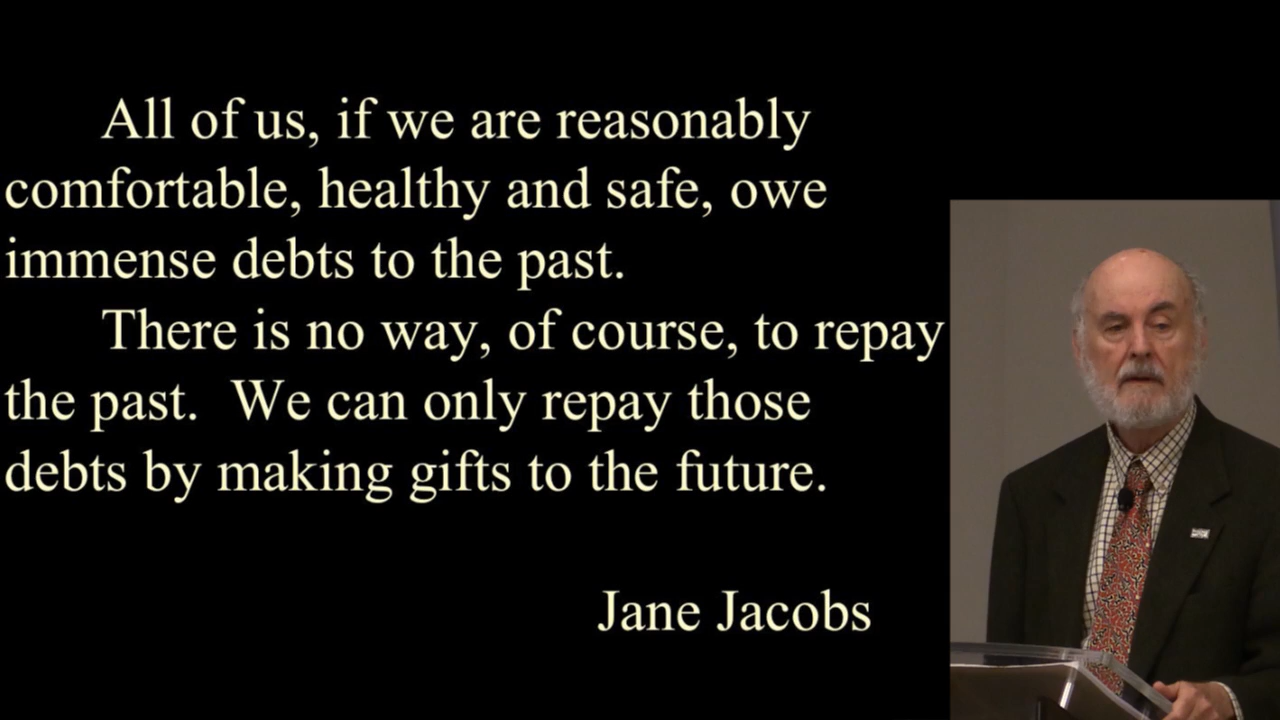 All of us, if we are reasonably
comfortable, healthy and safe, owe
immense debts to the past.
There is no way, of course, to repay
the past.  We can only repay those
debts by making gifts to the future.
Jane Jacobs